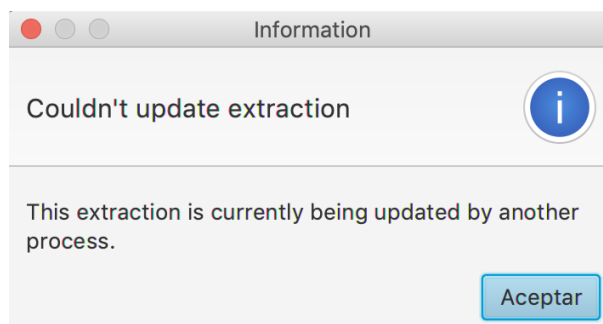 Information
Couldn't update extraction
i
This extraction is currently being updated by another
process.
Aceptar